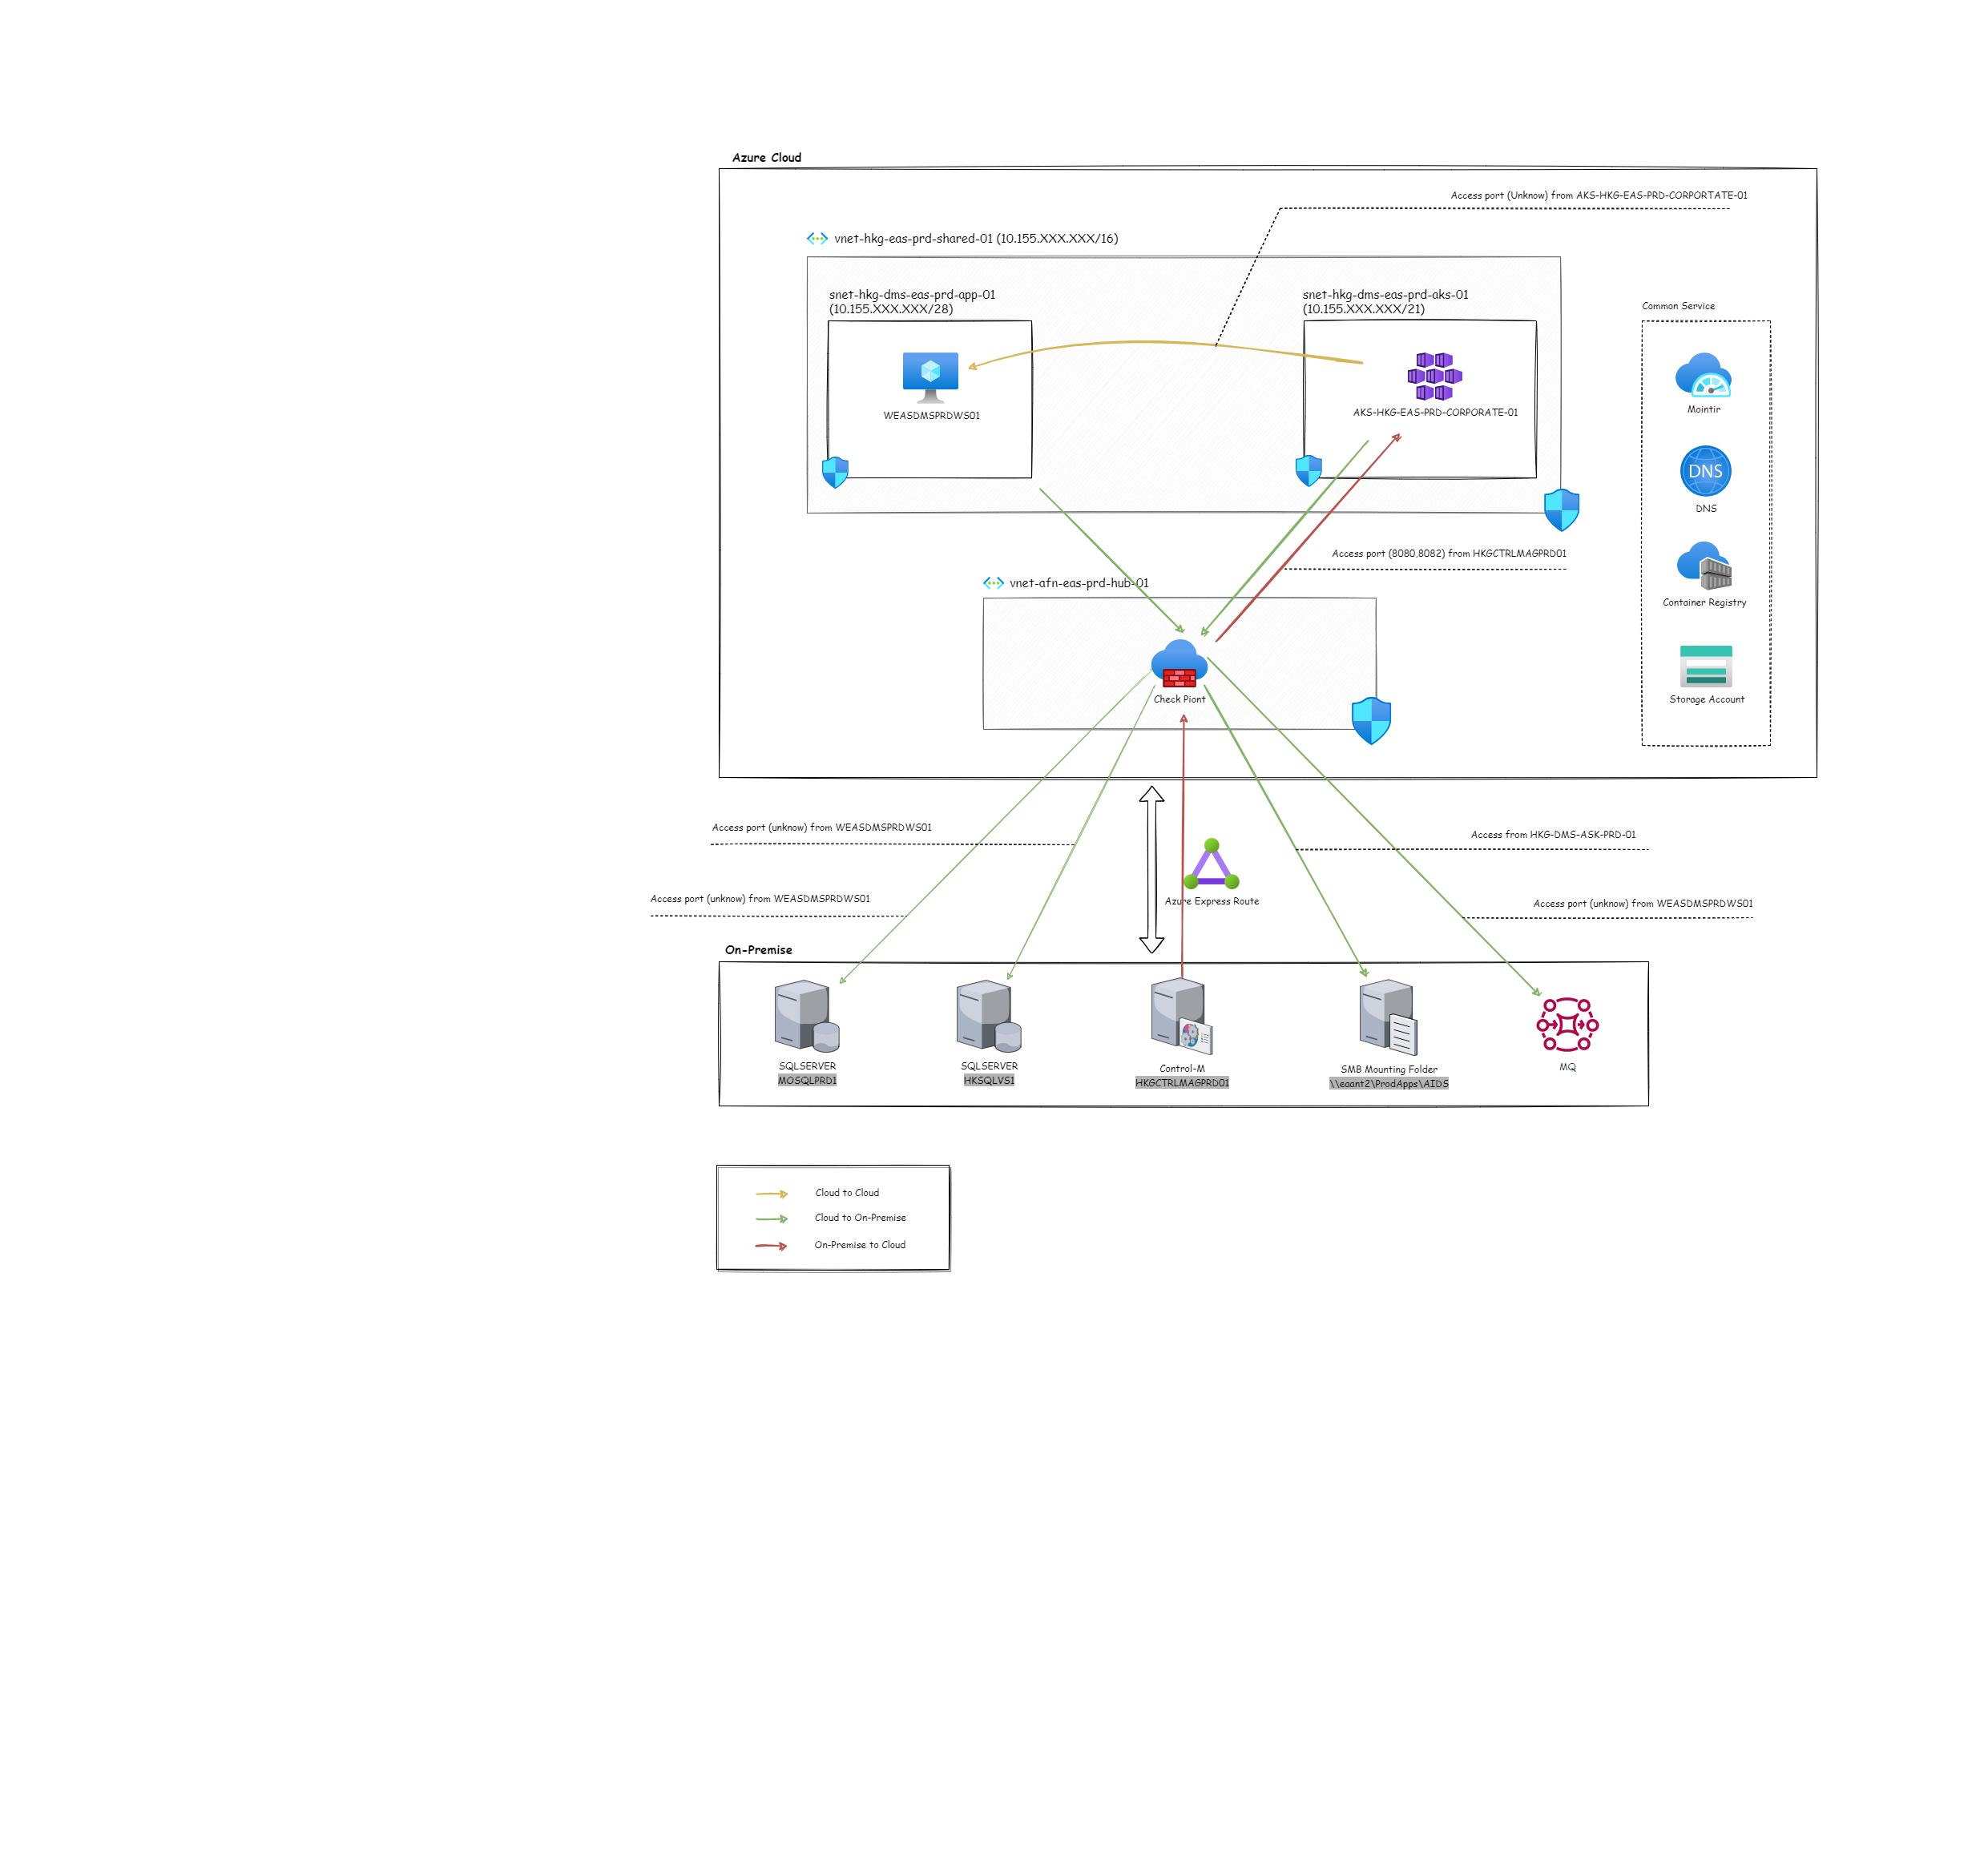 Azure Cloud
Access port (Unknow) from AKS-HKG-EAS-PRD-CORPORTATE-01
vnet-hkg-eas-prd-shared-01 (10.155.XXX.XXX/16)
snet-hkg-dms-eas-prd-app-01
(10.155.XXX.XXX/28)
snet-hkg-dms-eas-prd-aks-01
(10.155.XXX.XXX/21)
Common Service
WEASDMSPRDWS01
AKS-HKG-EAS-PRD-CORPORATE-01
Mointir
DNS
DNS
Access port (8080,8082) from HKGCTRLMAGPRD01
vnet-afn-eas-prd-hub-01
Container Registry
Check Piont
Storage Account
Access port (unknow) from WEASDMSPRDWS01
Access from HKG-DMS-ASK-PRD-01
Access port (unknow) from WEASDMSPRDWS01
Azure Express Route
Access port (unknow) from WEASDMSPRDWS01
On-Premise
SQLSERVER
MOSQLPRD1
SQLSERVER
HKSQLVS1
Control-M
HKGCTRLMAGPRD01
SMB Mounting Folder
\\eaant2\ProdApps\AIDS
MQ
Cloud to Cloud
Cloud to On-Premise
On-Premise to Cloud